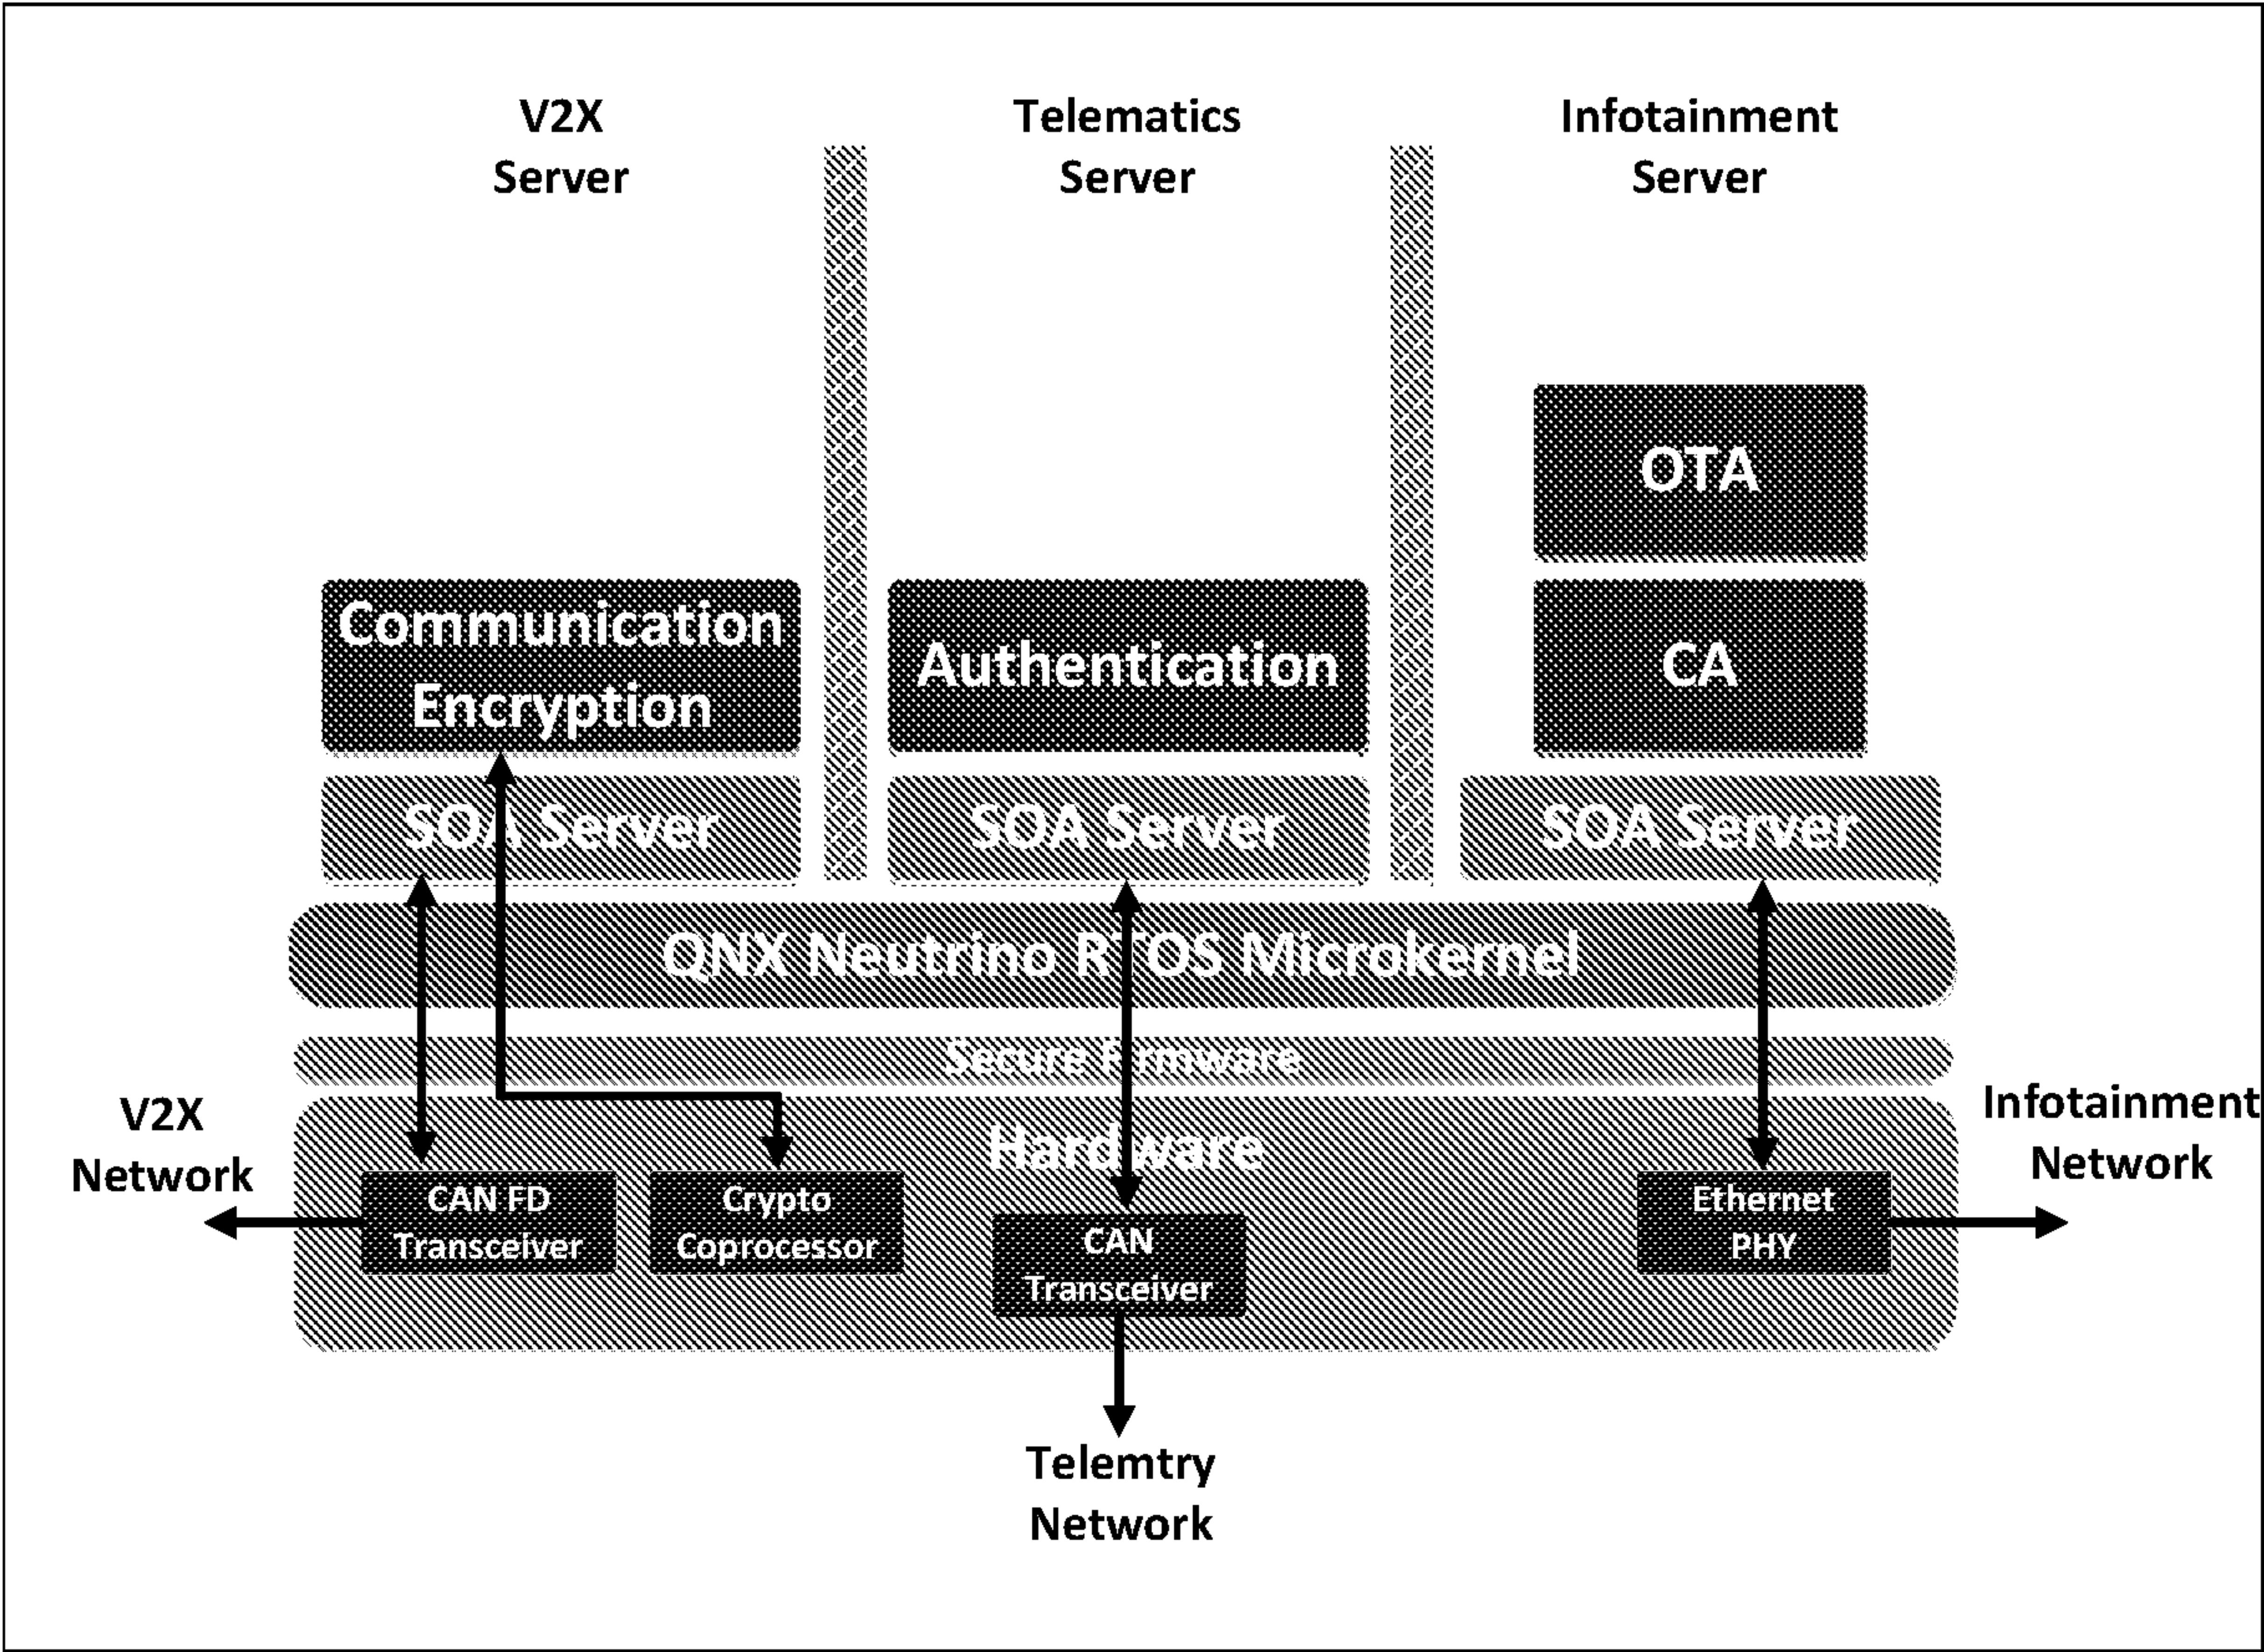 V2X
Server
Telematics
Server
Infotainment
Server
OTA
Communication
Encryption
Authentication
CA
SOA Server
SOA Server
SOA Server
QNX Neutrino RTOS Microkernel
Secure Firmware
Hardware
V2X
Network
CAN FD
Transceiver
Crypto
Coprocessor
CAN
Transceiver
Ethernet
PHY
Infotainment
Network
Telemtry
Network